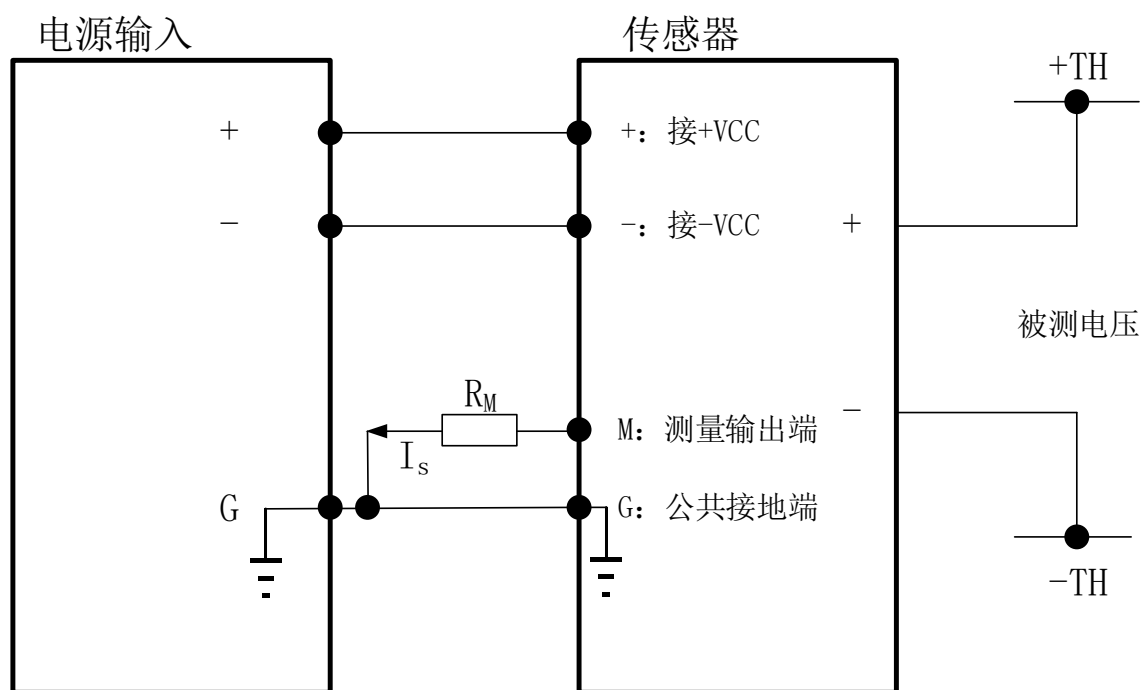 电源输入
传感器
+TH
+
+: 接+VCC
-
-: 接-VCC
+
被测电压
R_M
M: 测量输出端
-
I_s
G
G: 公共接地端
-TH